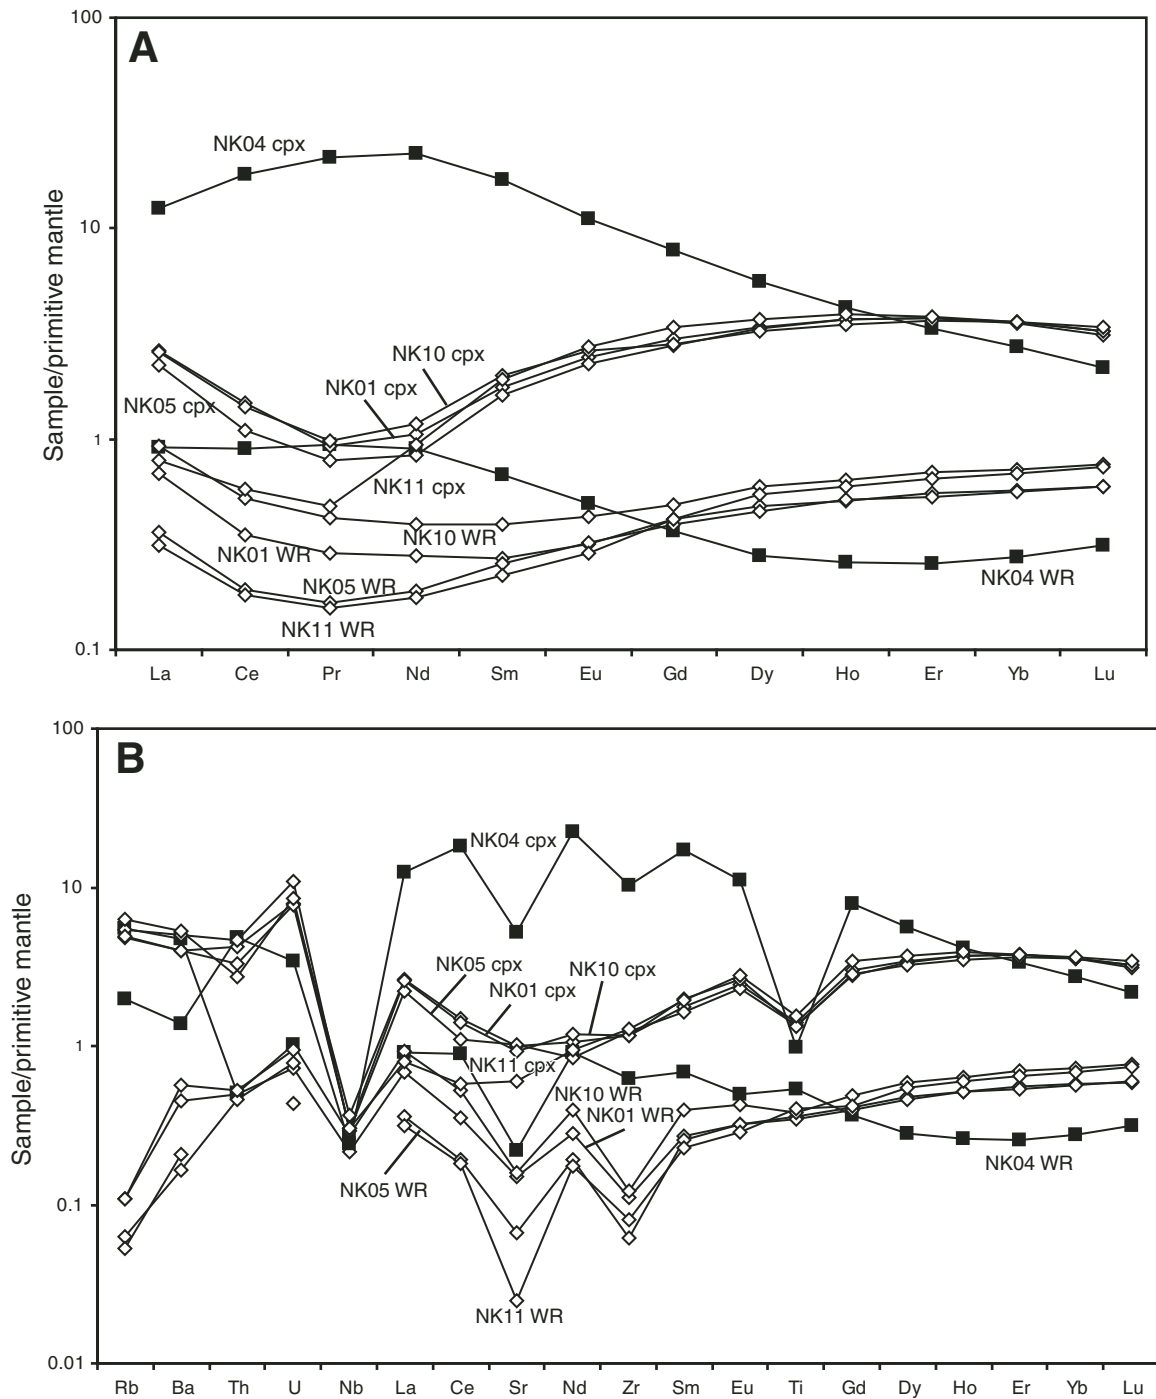 100
A
NK04 cpx
10
Sample/primitive mantle
NK10 cpx
NK01 cpx
NK05 cpx
1
NK11 cpx
NK10 WR
NK01 WR
NK05 WR
NK04 WR
NK11 WR
0.1
La Ce Pr Nd Sm Eu Gd Dy Ho Er Yb Lu
100
B
NK04 cpx
10
Sample/primitive mantle
NK05 cpx
NK10 cpx
NK01 cpx
1
NK11 cpx
NK10 WR
NK01 WR
NK04 WR
NK05 WR
0.1
NK11 WR
0.01
Rb Ba Th U Nb La Ce Sr Nd Zr Sm Eu Ti Gd Dy Ho Er Yb Lu